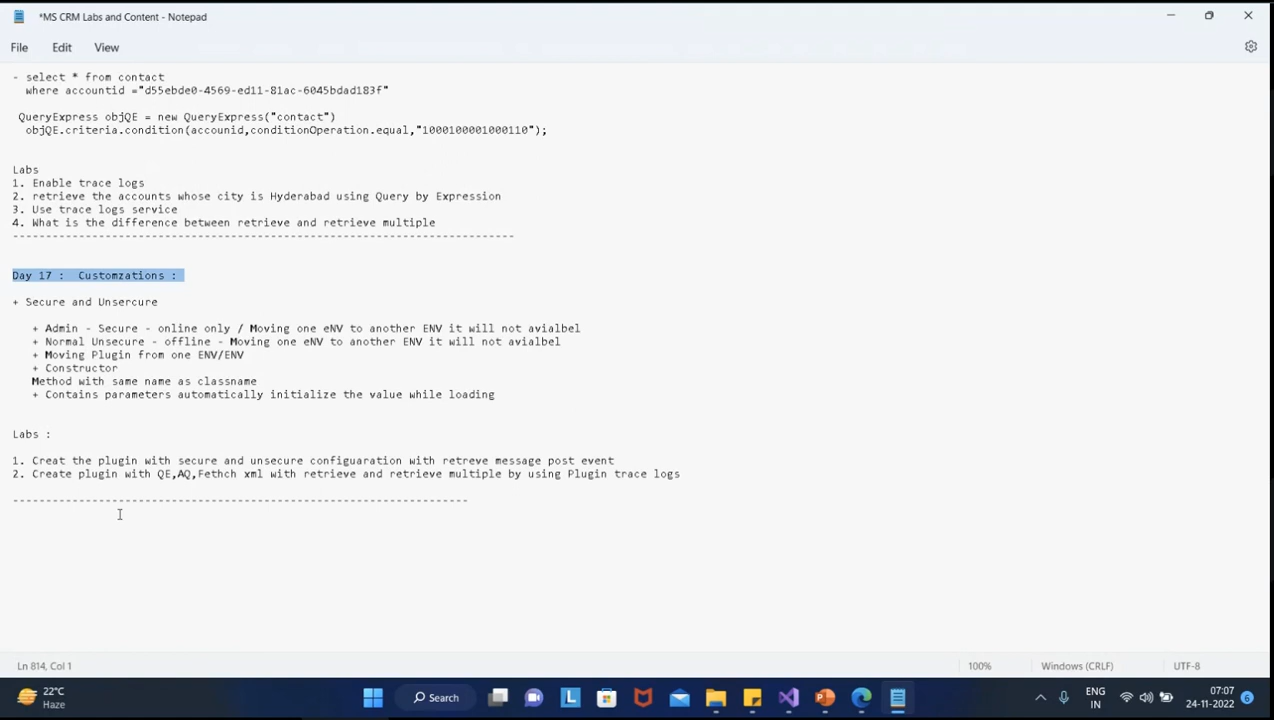 *MS CRM Labs and Content - Notepad
File Edit View
- select * from contact
where accountid ="d55ebde0-4569-ed11-81ac-6045bdad183f"
QueryExpress objQE = new QueryExpress("contact")
objQE.criteria.condition(accounid,conditionOperation.equal,"1000100001000110");
Labs
1. Enable trace logs
2. retrieve the accounts whose city is Hyderabad using Query by Expression
3. Use trace logs service
4. What is the difference between retrieve and retrieve multiple
----------------------------------------------------------------------------
Day 17 : Customzations :
+ Secure and Unsercure
+ Admin - Secure - online only / Moving one eNV to another ENV it will not avialbel
+ Normal Unsecure - offline - Moving one eNV to another ENV it will not avialbel
+ Moving Plugin from one ENV/ENV
+ Constructor
Method with same name as classname
+ Contains parameters automatically initialize the value while loading
Labs :
1. Creat the plugin with secure and unsecure configuaration with retreve message post event
2. Create plugin with QE,AQ,Fethch xml with retrieve and retrieve multiple by using Plugin trace logs
---------------------------------------------------------------------
Ln 814, Col 1 100% Windows (CRLF) UTF-8
22°C
Haze
Search
ENG
IN
07:07
24-11-2022
6